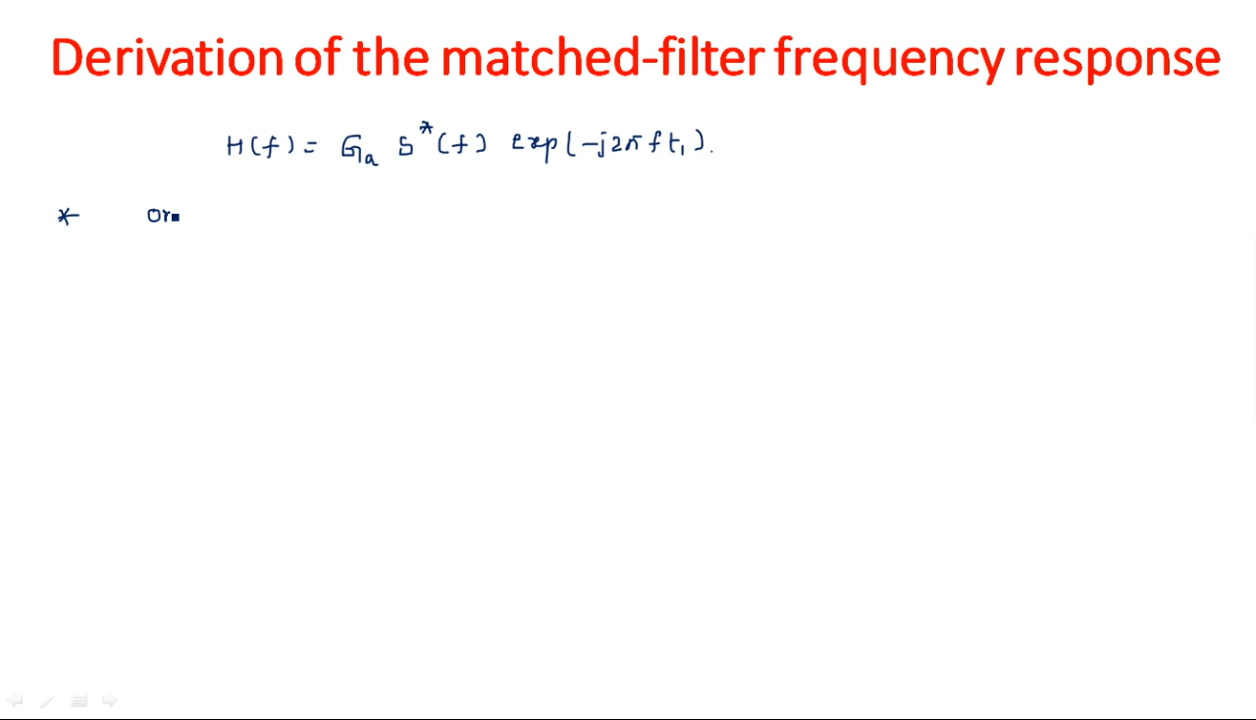 Derivation of the matched-filter frequency response
H(f) = Ga S*(f) exp(-j2πft₁).
* or